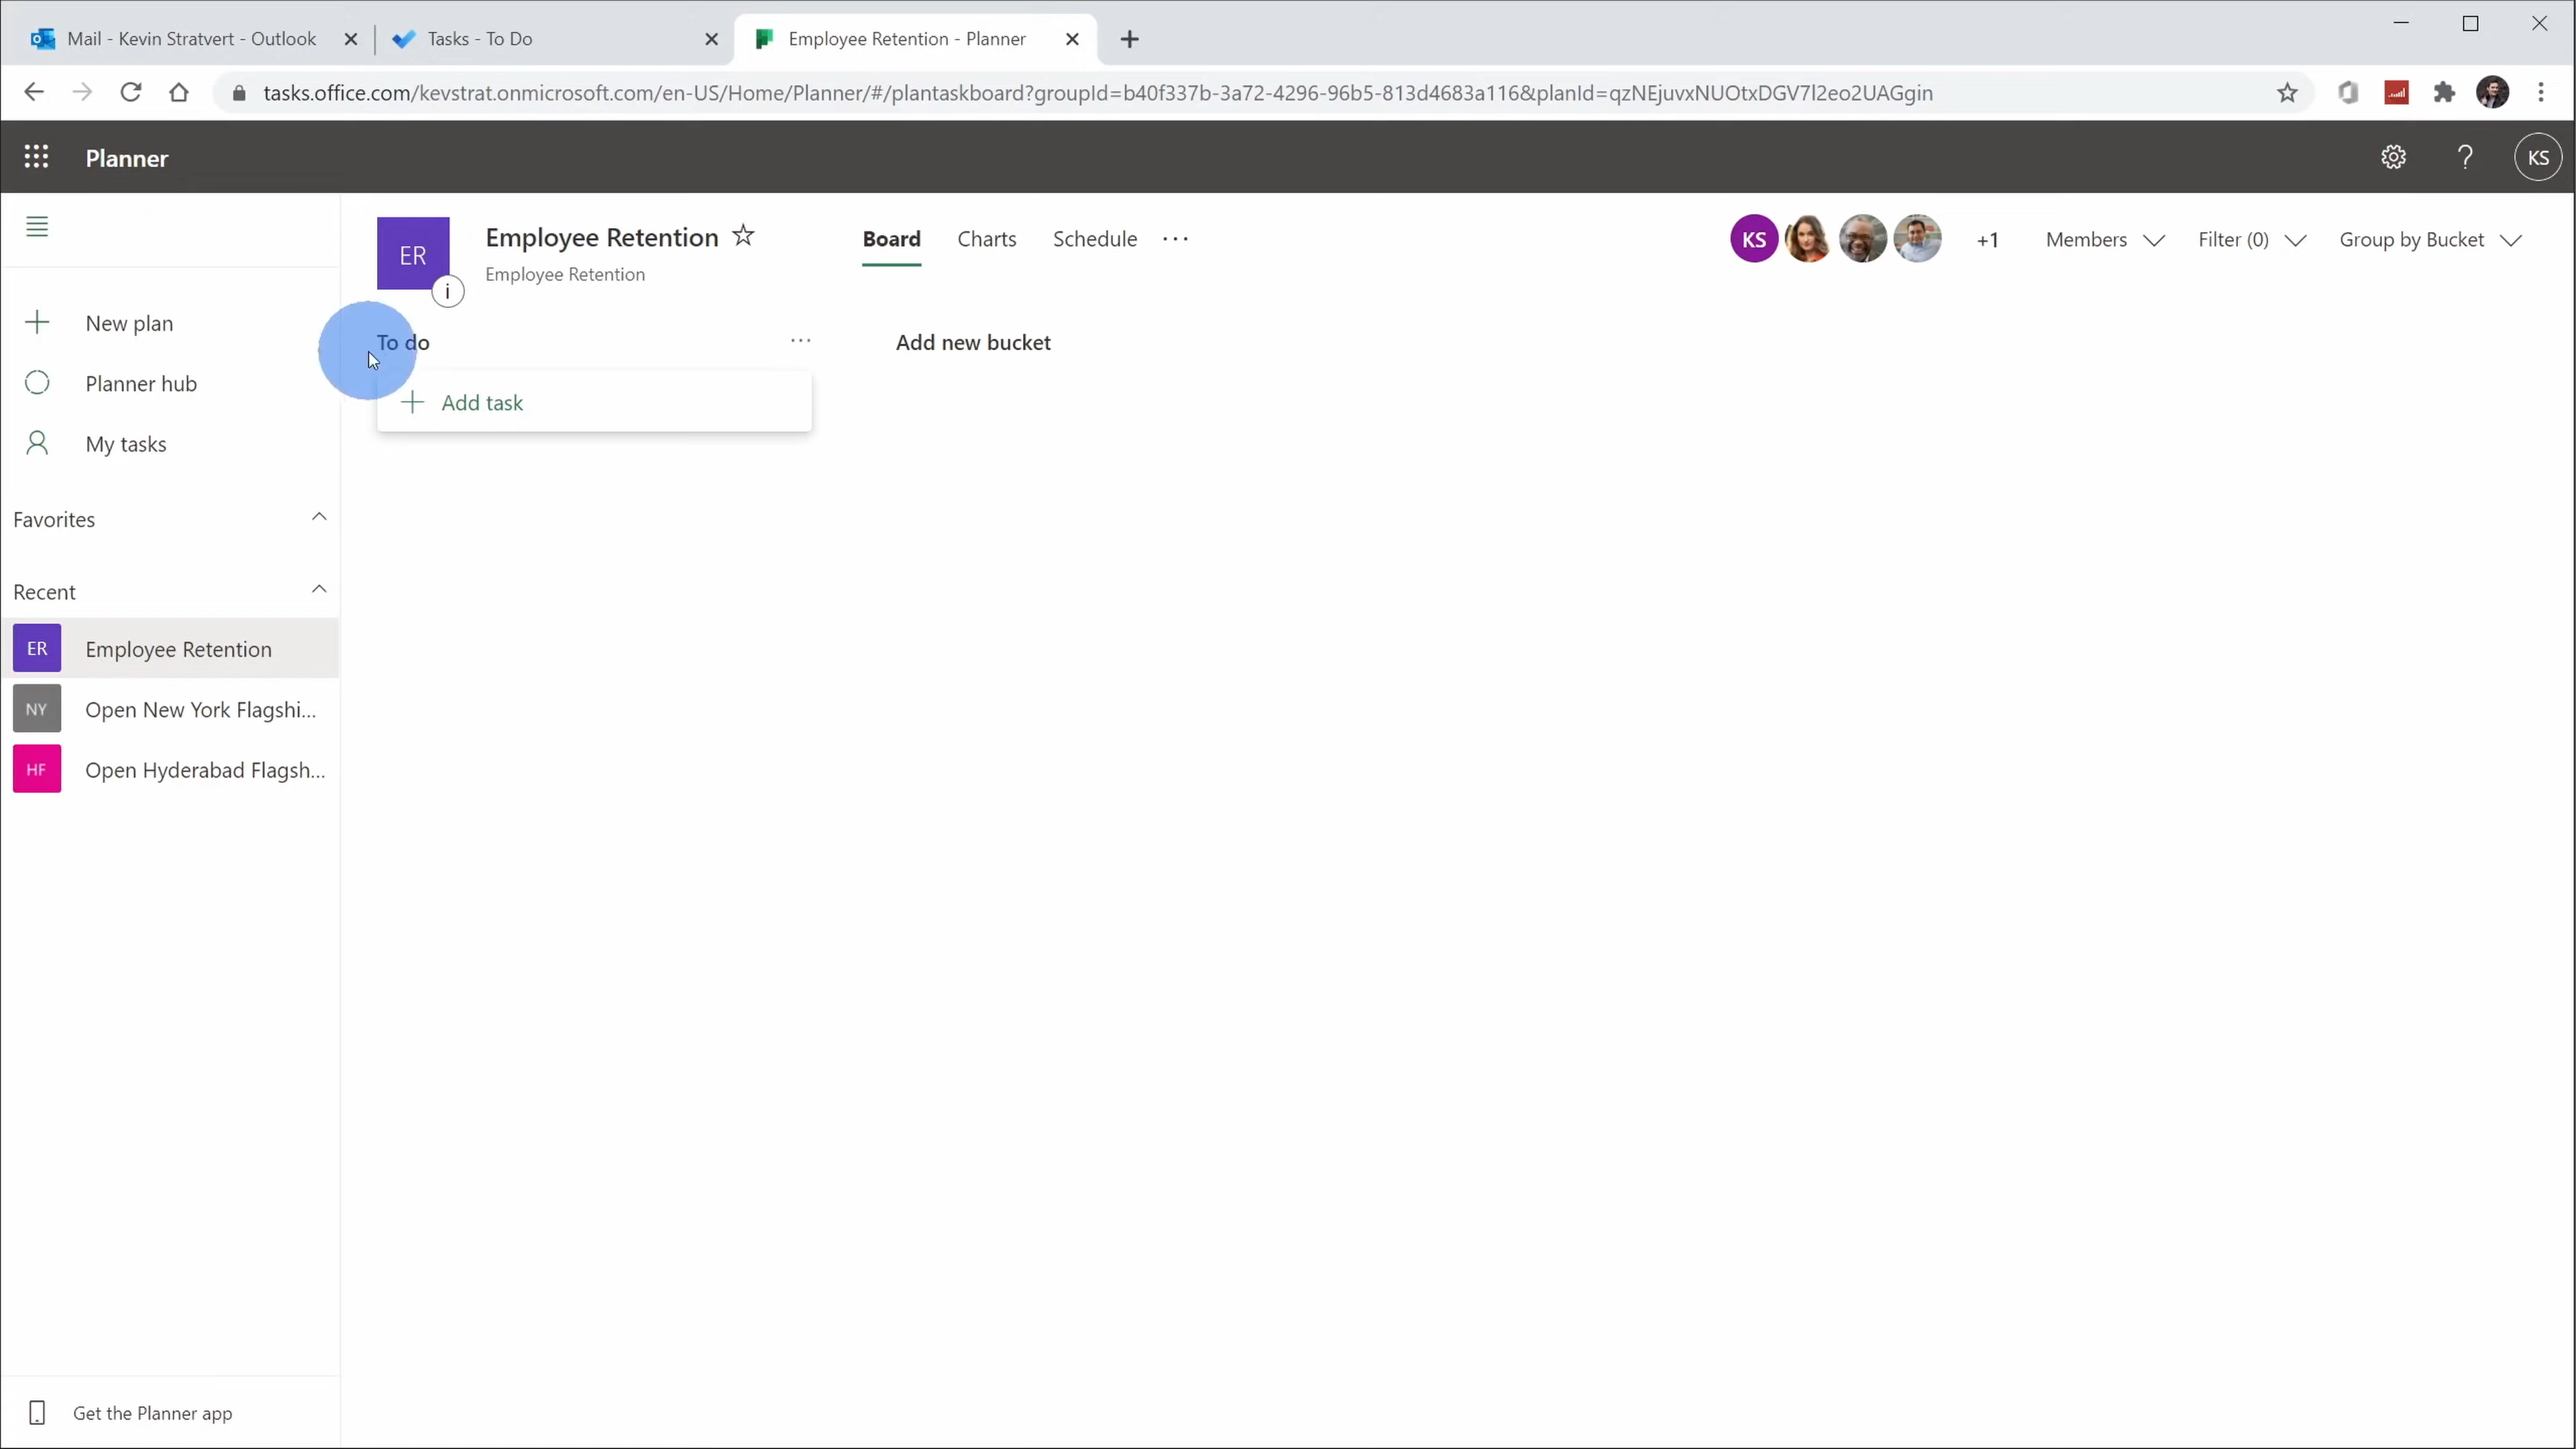 Mail - Kevin Stratvert - Outlook
Tasks - To Do
Employee Retention - Planner
tasks.office.com/kevstrat.onmicrosoft.com/en-US/Home/Planner/#/plantaskboard?groupId=b40f337b-3a72-4296-96b5-813d4683a116&planId=qzNEjuvxNUOtxDGV7l2eo2UAGgin
Planner
KS
ER
i
Employee Retention
Employee Retention
Board
Charts
Schedule
KS
+1
Members
Filter (0)
Group by Bucket
New plan
Planner hub
My tasks
Favorites
Recent
ER
Employee Retention
NY
Open New York Flagshi...
HF
Open Hyderabad Flagsh...
Get the Planner app
To do
Add task
Add new bucket